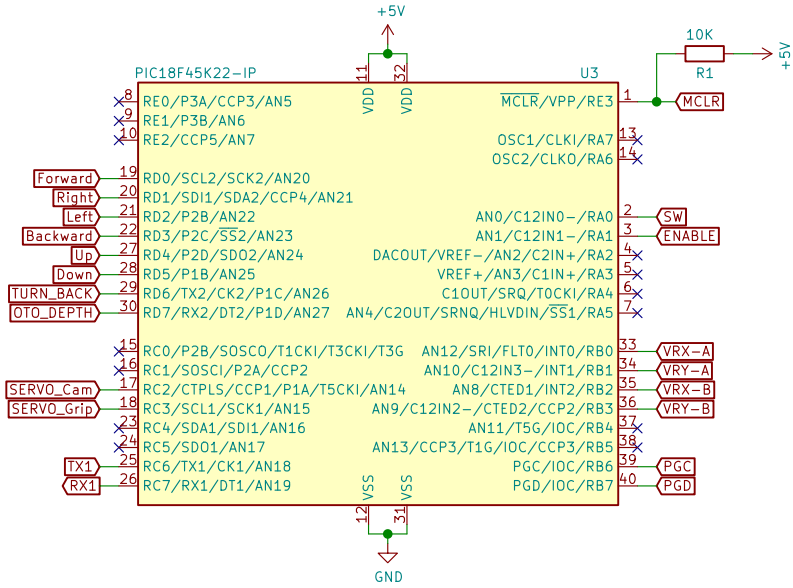 +5V
10K
+5V
R1
PIC18F45K22-IP
U3
11
32
VDD
VDD
8 RE0/P3A/CCP3/AN5
9 RE1/P3B/AN6
10 RE2/CCP5/AN7
MCLR/VPP/RE3 1 MCLR
OSC1/CLKI/RA7 13
OSC2/CLKO/RA6 14
Forward 19 RD0/SCL2/SCK2/AN20
Right 20 RD1/SDI1/SDA2/CCP4/AN21
Left 21 RD2/P2B/AN22
Backward 22 RD3/P2C/SS2/AN23
Up 27 RD4/P2D/SDO2/AN24
Down 28 RD5/P1B/AN25
TURN_BACK 29 RD6/TX2/CK2/P1C/AN26
OTO_DEPTH 30 RD7/RX2/DT2/P1D/AN27
AN0/C12IN0-/RA0 2 SW
AN1/C12IN1-/RA1 3 ENABLE
DACOUT/VREF-/AN2/C2IN+/RA2 4
VREF+/AN3/C1IN+/RA3 5
C1OUT/SRQ/T0CKI/RA4 6
AN4/C2OUT/SRNQ/HLVDIN/SS1/RA5 7
15 RC0/P2B/SOSCO/T1CKI/T3CKI/T3G
16 RC1/SOSCI/P2A/CCP2
SERVO_Cam 17 RC2/CTPLS/CCP1/P1A/T5CKI/AN14
SERVO_Grip 18 RC3/SCL1/SCK1/AN15
23 RC4/SDA1/SDI1/AN16
24 RC5/SDO1/AN17
TX1 25 RC6/TX1/CK1/AN18
RX1 26 RC7/RX1/DT1/AN19
AN12/SRI/FLT0/INT0/RB0 33 VRX-A
AN10/C12IN3-/INT1/RB1 34 VRY-A
AN8/CTED1/INT2/RB2 35 VRX-B
AN9/C12IN2-/CTED2/CCP2/RB3 36 VRY-B
AN11/T5G/IOC/RB4 37
AN13/CCP3/T1G/IOC/CCP3/RB5 38
PGC/IOC/RB6 39 PGC
PGD/IOC/RB7 40 PGD
VSS
VSS
12
31
GND